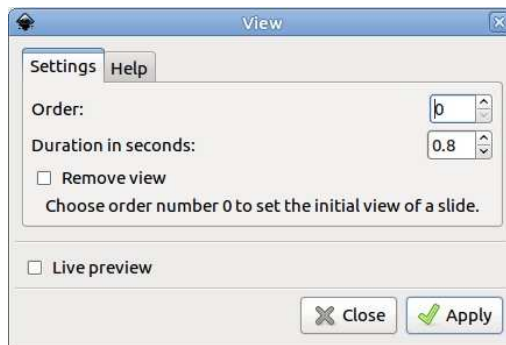 View
Settings Help
Order: 0
Duration in seconds: 0.8
Remove view
Choose order number 0 to set the initial view of a slide.
Live preview
Close Apply